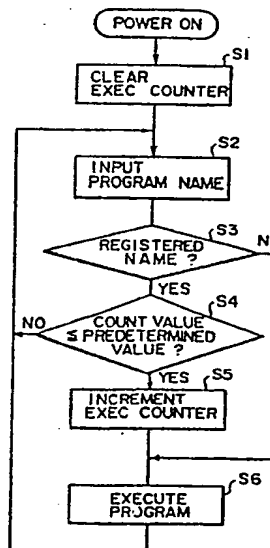 POWER ON
S1
CLEAR
EXEC COUNTER
S2
INPUT
PROGRAM NAME
S3
REGISTERED
NAME ?
N
YES
S4
NO
COUNT VALUE
≦ PREDETERMINED
VALUE ?
YES
S5
INCREMENT
EXEC COUNTER
S6
EXECUTE
PROGRAM